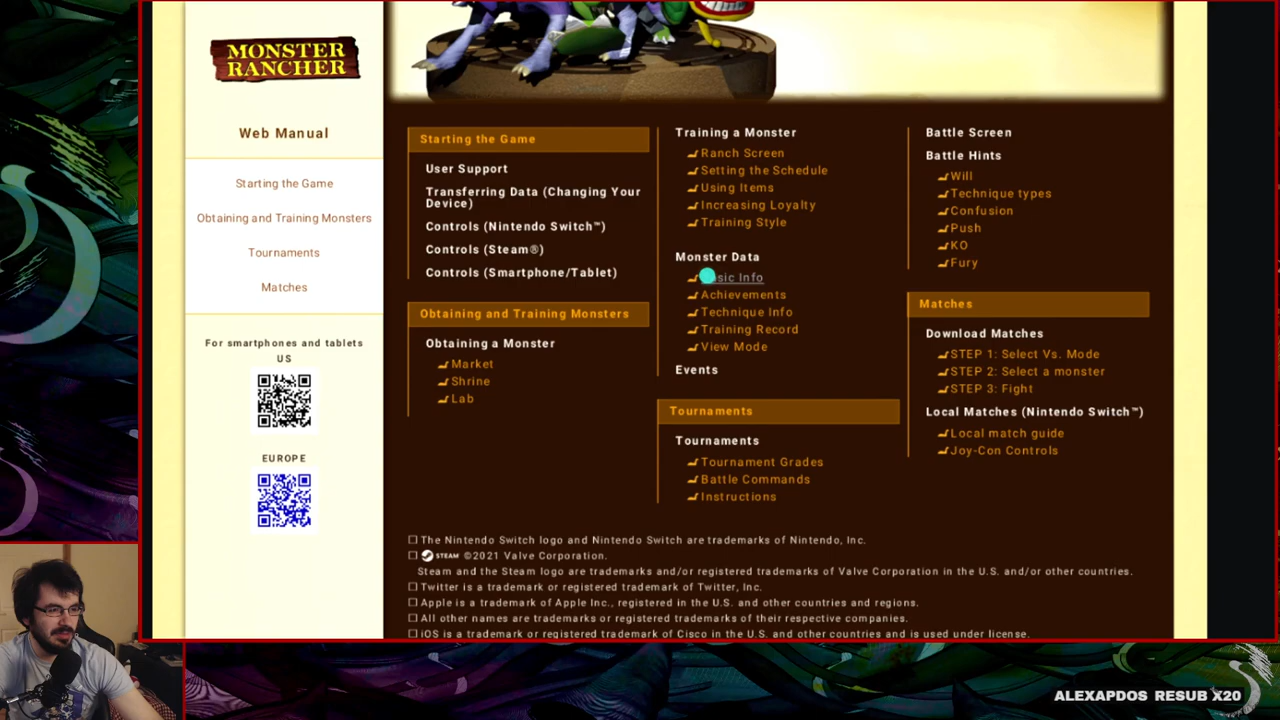 MONSTER
RANCHER
Web Manual
Starting the Game
Obtaining and Training Monsters
Tournaments
Matches
For smartphones and tablets
US
EUROPE
Starting the Game
User Support
Transferring Data (Changing Your
Device)
Controls (Nintendo Switch™)
Controls (Steam®)
Controls (Smartphone/Tablet)
Obtaining and Training Monsters
Obtaining a Monster
Market
Shrine
Lab
Training a Monster
Ranch Screen
Setting the Schedule
Using Items
Increasing Loyalty
Training Style
Monster Data
Info
Achievements
Technique Info
Training Record
View Mode
Events
Tournaments
Tournaments
Tournament Grades
Battle Commands
Instructions
Battle Screen
Battle Hints
Will
Technique types
Confusion
Push
KO
Fury
Matches
Download Matches
STEP 1: Select Vs. Mode
STEP 2: Select a monster
STEP 3: Fight
Local Matches (Nintendo Switch™)
Local match guide
Joy-Con Controls
The Nintendo Switch logo and Nintendo Switch are trademarks of Nintendo, Inc.
STEAM ©2021 Valve Corporation.
Steam and the Steam logo are trademarks and/or registered trademarks of Valve Corporation in the U.S. and/or other countries.
Twitter is a trademark or registered trademark of Twitter, Inc.
Apple is a trademark of Apple Inc., registered in the U.S. and other countries and regions.
All other names are trademarks or registered trademarks of their respective companies.
iOS is a trademark or registered trademark of Cisco in the U.S. and other countries and is used under license.
ALEXAPDOS RESUB X20